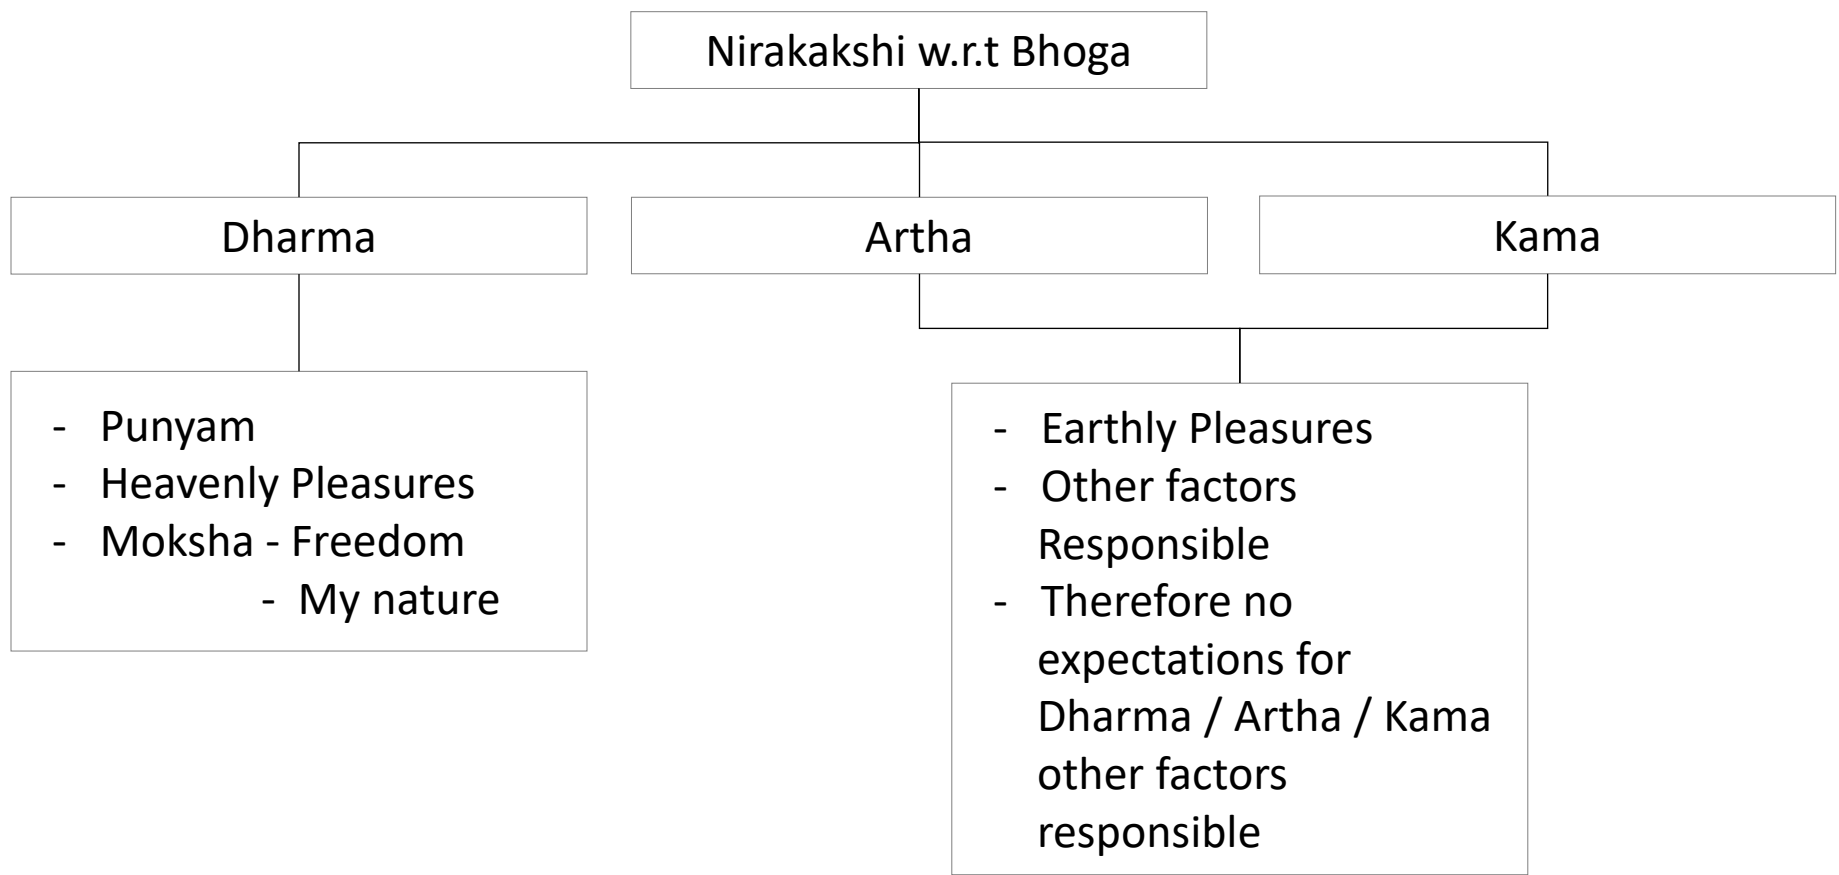 Nirakakshi w.r.t Bhoga
Dharma
Artha
Kama
- Punyam
- Heavenly Pleasures
- Moksha - Freedom
- My nature
- Earthly Pleasures
- Other factors
Responsible
- Therefore no
expectations for
Dharma / Artha / Kama
other factors
responsible